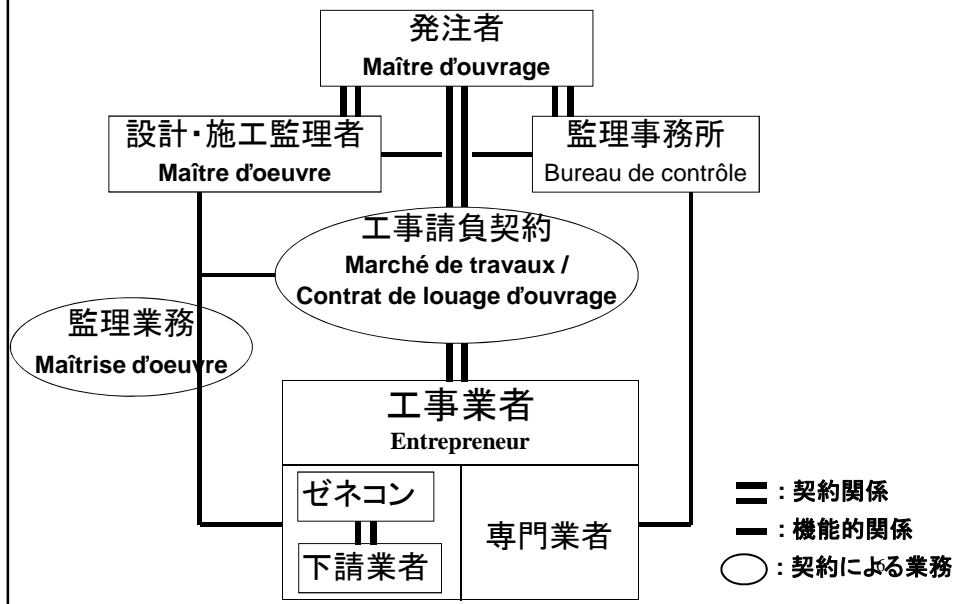 発注者
Maître d'ouvrage
設計・施工監理者
Maître d'oeuvre
監理事務所
Bureau de contrôle
工事請負契約
Marché de travaux /
Contrat de louage d'ouvrage
監理業務
Maîtrise d'oeuvre
工事業者
Entrepreneur
ゼネコン
下請業者
専門業者
：契約関係
：機能的関係
：契約による業務